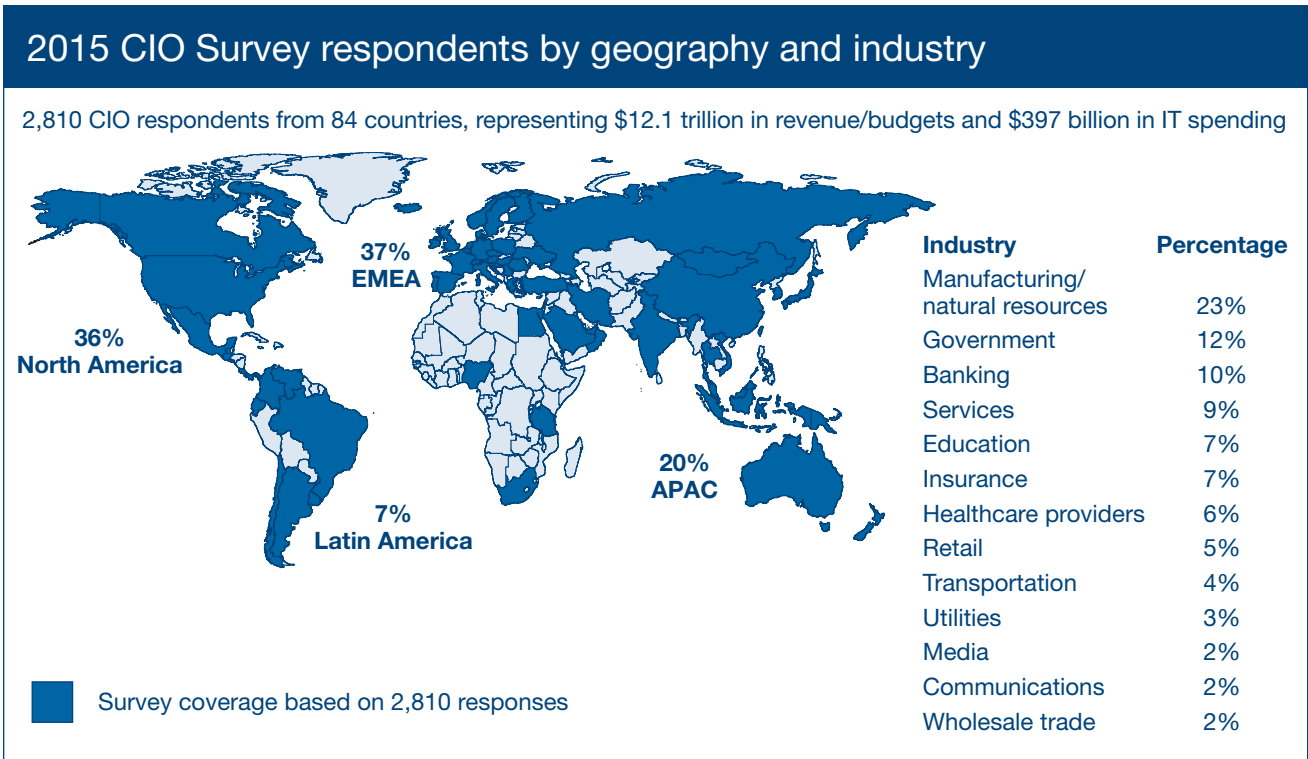 2015 CIO Survey respondents by geography and industry
2,810 CIO respondents from 84 countries, representing $12.1 trillion in revenue/budgets and $397 billion in IT spending
37%
EMEA
36%
North America
20%
APAC
7%
Latin America
Survey coverage based on 2,810 responses
Industry Percentage
Manufacturing/
natural resources 23%
Government 12%
Banking 10%
Services 9%
Education 7%
Insurance 7%
Healthcare providers 6%
Retail 5%
Transportation 4%
Utilities 3%
Media 2%
Communications 2%
Wholesale trade 2%